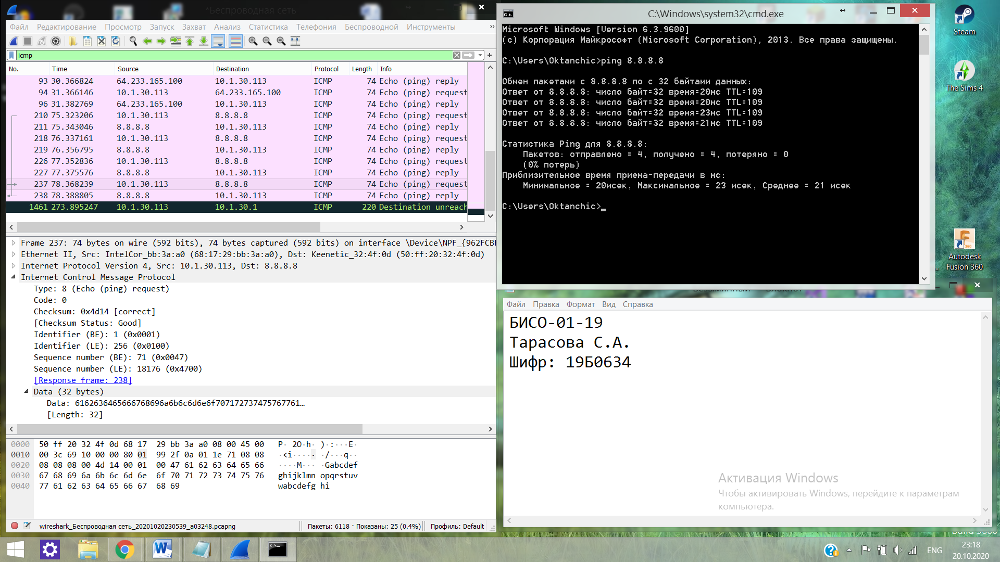 *Беспроводная сеть
Файл Редактирование Просмотр Запуск Захват Анализ Статистика Телефония Беспроводной Инструменты »
icmp
No. Time Source Destination Protocol Length Info
93 30.366824 64.233.165.100 10.1.30.113 ICMP 74 Echo (ping) reply
94 31.366146 10.1.30.113 64.233.165.100 ICMP 74 Echo (ping) request
96 31.382769 64.233.165.100 10.1.30.113 ICMP 74 Echo (ping) reply
210 75.323206 10.1.30.113 8.8.8.8 ICMP 74 Echo (ping) request
211 75.343046 8.8.8.8 10.1.30.113 ICMP 74 Echo (ping) reply
218 76.337161 10.1.30.113 8.8.8.8 ICMP 74 Echo (ping) request
219 76.356795 8.8.8.8 10.1.30.113 ICMP 74 Echo (ping) reply
226 77.352836 10.1.30.113 8.8.8.8 ICMP 74 Echo (ping) request
227 77.375576 8.8.8.8 10.1.30.113 ICMP 74 Echo (ping) reply
237 78.368239 10.1.30.113 8.8.8.8 ICMP 74 Echo (ping) request
238 78.388805 8.8.8.8 10.1.30.113 ICMP 74 Echo (ping) reply
1461 273.895247 10.1.30.113 10.1.30.1 ICMP 220 Destination unreach
Frame 237: 74 bytes on wire (592 bits), 74 bytes captured (592 bits) on interface \Device\NPF_{962FCB
Ethernet II, Src: IntelCor_bb:3a:a0 (68:17:29:bb:3a:a0), Dst: Keenetic_32:4f:0d (50:ff:20:32:4f:0d)
Internet Protocol Version 4, Src: 10.1.30.113, Dst: 8.8.8.8
Internet Control Message Protocol
Type: 8 (Echo (ping) request)
Code: 0
Checksum: 0x4d14 [correct]
[Checksum Status: Good]
Identifier (BE): 1 (0x0001)
Identifier (LE): 256 (0x0100)
Sequence number (BE): 71 (0x0047)
Sequence number (LE): 18176 (0x4700)
[Response frame: 238]
Data (32 bytes)
Data: 6162636465666768696a6b6c6d6e6f7071727374757677​61…
[Length: 32]
0000 50 ff 20 32 4f 0d 68 17 29 bb 3a a0 08 00 45 00 P· 2O·h· )·:···E·
0010 00 3c 69 10 00 00 80 01 99 2f 0a 01 1e 71 08 08 ·<i····· ·/···q··
0020 08 08 08 00 4d 14 00 01 00 47 61 62 63 64 65 66 ····M··· ·Gabcdef
0030 67 68 69 6a 6b 6c 6d 6e 6f 70 71 72 73 74 75 76 ghijklmn opqrstuv
0040 77 61 62 63 64 65 66 67 68 69 wabcdefg hi
wireshark_Беспроводная сеть_20201020230539_a03248.pcapng Пакеты: 6118 · Показаны: 25 (0.4%) Профиль: Default
C:\Windows\system32\cmd.exe
Microsoft Windows [Version 6.3.9600]
(c) Корпорация Майкрософт (Microsoft Corporation), 2013. Все права защищены.
C:\Users\Oktanchic>ping 8.8.8.8
Обмен пакетами с 8.8.8.8 по с 32 байтами данных:
Ответ от 8.8.8.8: число байт=32 время=20мс TTL=109
Ответ от 8.8.8.8: число байт=32 время=20мс TTL=109
Ответ от 8.8.8.8: число байт=32 время=23мс TTL=109
Ответ от 8.8.8.8: число байт=32 время=21мс TTL=109
Статистика Ping для 8.8.8.8:
Пакетов: отправлено = 4, получено = 4, потеряно = 0
(0% потерь)
Приблизительное время приема-передачи в мс:
Минимальное = 20мсек, Максимальное = 23 мсек, Среднее = 21 мсек
C:\Users\Oktanchic>
Файл Правка Формат Вид Справка
БИСО-01-19
Тарасова С.А.
Шифр: 19Б0634
Активация Windows
Чтобы активировать Windows, перейдите к параметрам
компьютера.
Steam
The Sims 4
Autodesk
Fusion 360
ENG
23:18
20.10.2020